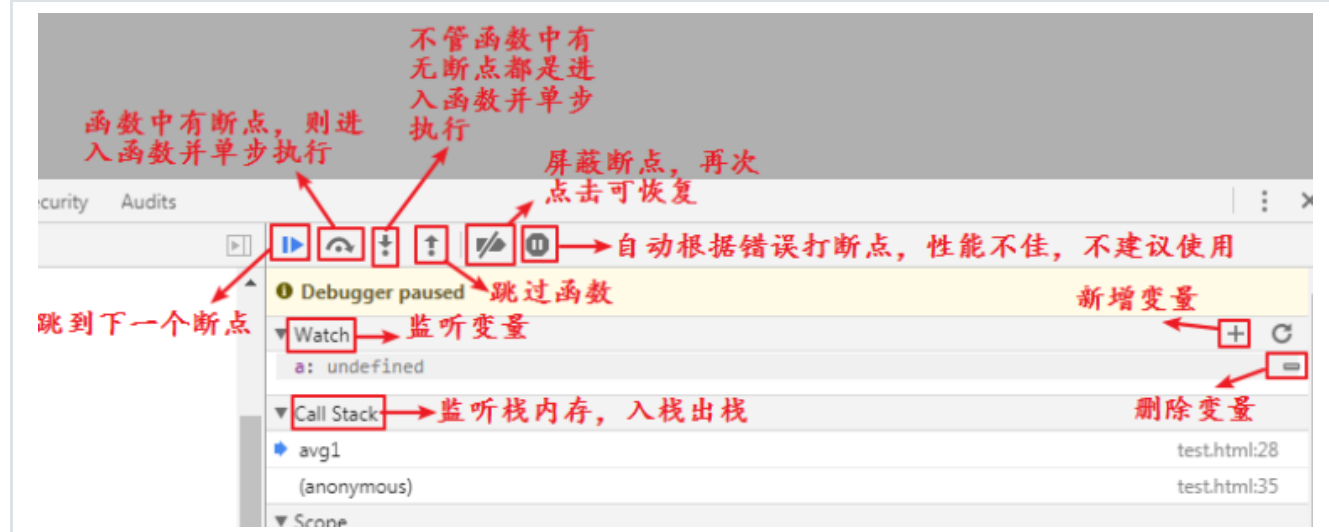 不管函数中有
无断点都是进
入函数并单步
执行
函数中有断点，则进
入函数并单步执行
屏蔽断点，再次
点击可恢复
curity Audits
自动根据错误打断点，性能不佳，不建议使用
Debugger paused
跳过函数
新增变量
跳到下一个断点
Watch
监听变量
a: undefined
Call Stack
监听栈内存，入栈出栈
删除变量
avg1 test.html:28
(anonymous) test.html:35
Scope